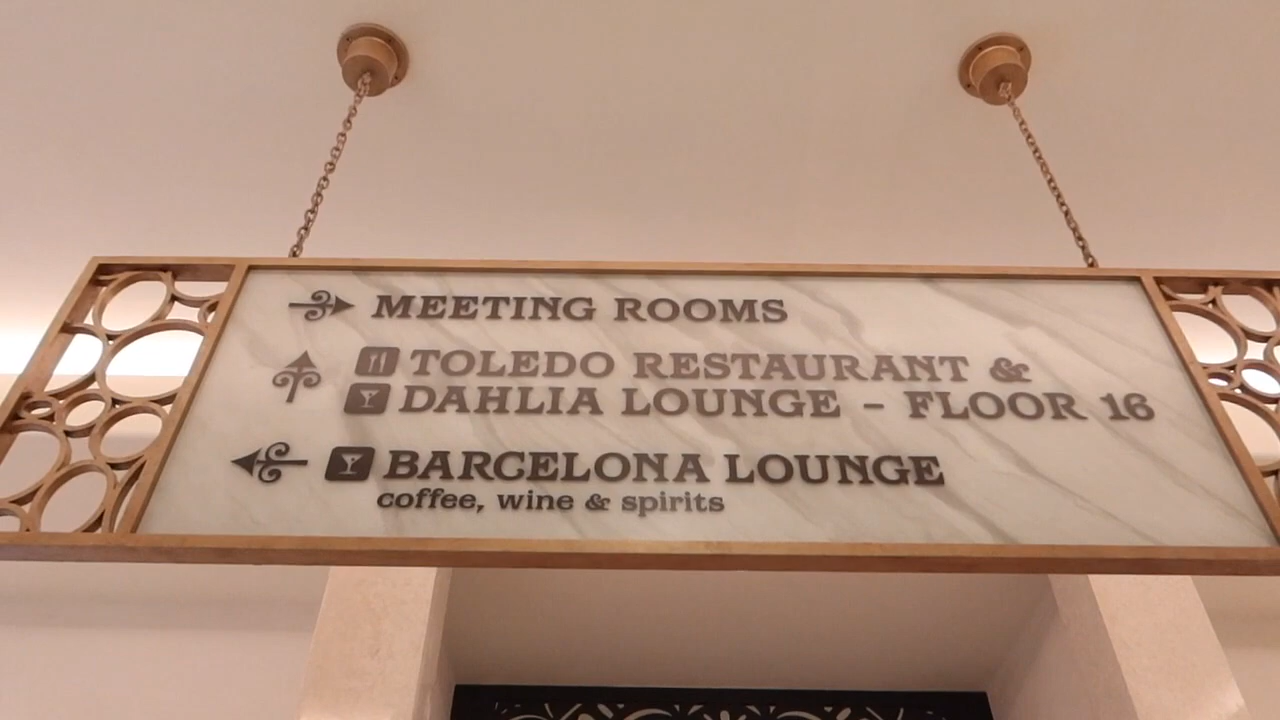 MEETING ROOMS
TOLEDO RESTAURANT &
DAHLIA LOUNGE - FLOOR 16
BARCELONA LOUNGE
coffee, wine & spirits